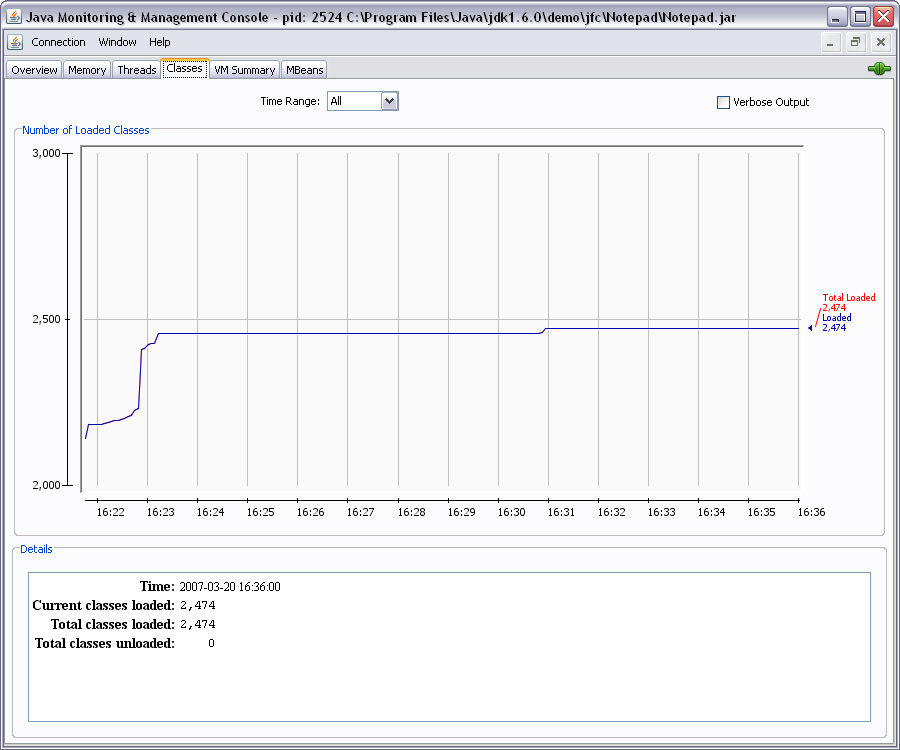 Java Monitoring & Management Console - pid: 2524 C:\Program Files\Java\jdk1.6.0\demo\jfc\Notepad\Notepad.jar
Connection Window Help
Overview Memory Threads Classes VM Summary MBeans
Time Range: All Verbose Output
Number of Loaded Classes
3,000
2,500
2,000
Total Loaded
2,474
Loaded
2,474
16:22 16:23 16:24 16:25 16:26 16:27 16:28 16:29 16:30 16:31 16:32 16:33 16:34 16:35 16:36
Details
Time: 2007-03-20 16:36:00
Current classes loaded: 2,474
Total classes loaded: 2,474
Total classes unloaded: 0